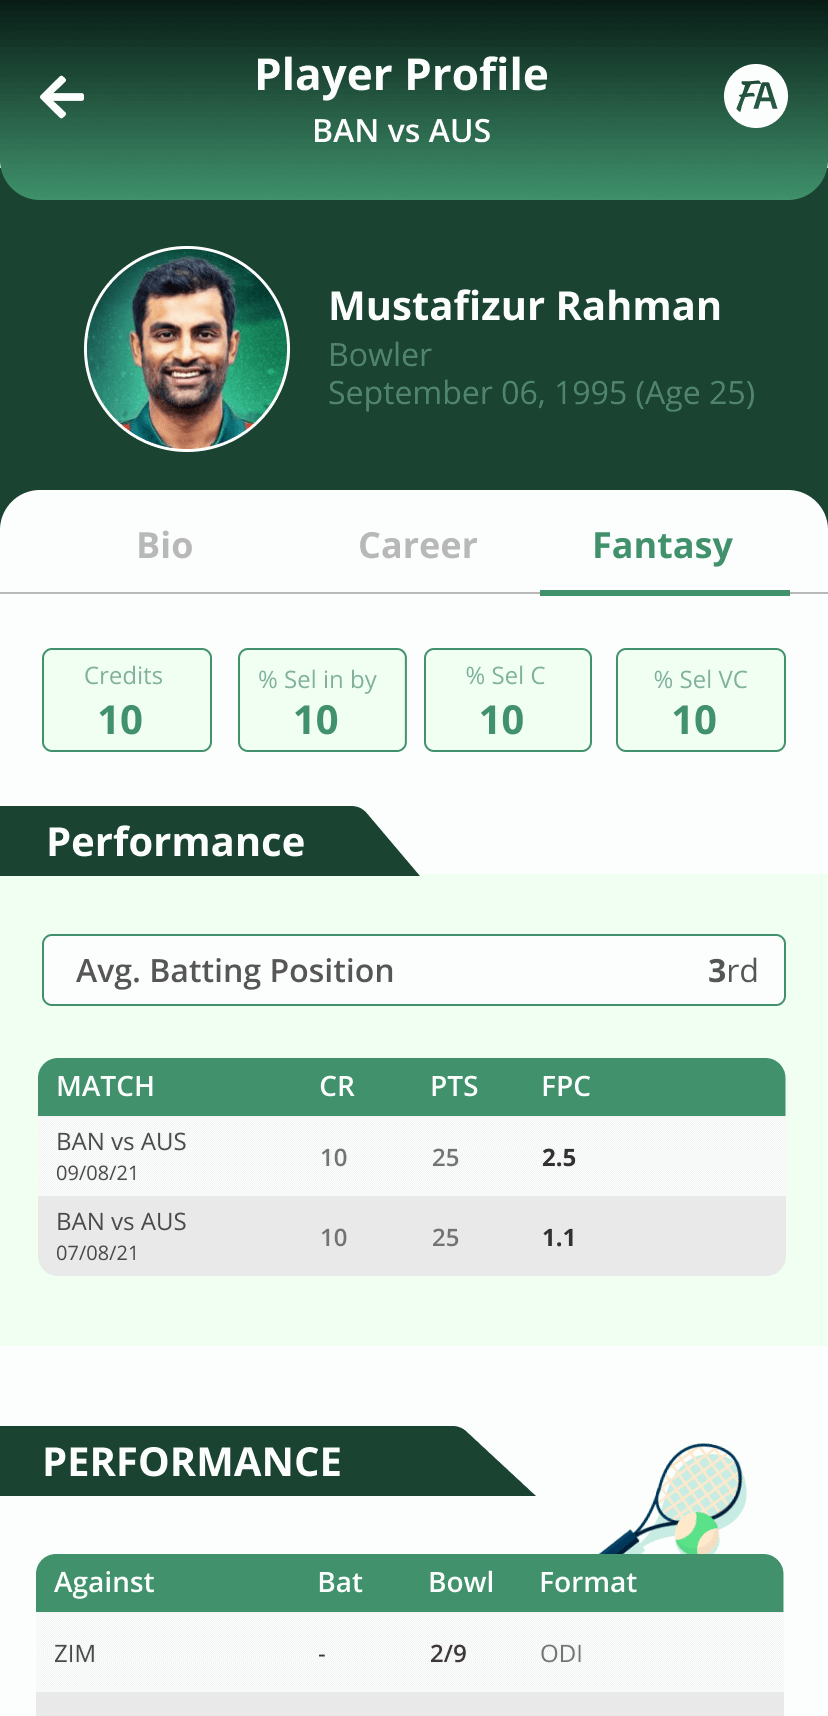 Player Profile
BAN vs AUS
FA
Mustafizur Rahman
Bowler
September 06, 1995 (Age 25)
Bio Career Fantasy
Credits % Sel in by % Sel C % Sel VC
10 10 10 10
Performance
Avg. Batting Position 3rd
MATCH CR PTS FPC
BAN vs AUS 10 25 2.5
09/08/21
BAN vs AUS 10 25 1.1
07/08/21
PERFORMANCE
Against Bat Bowl Format
ZIM - 2/9 ODI